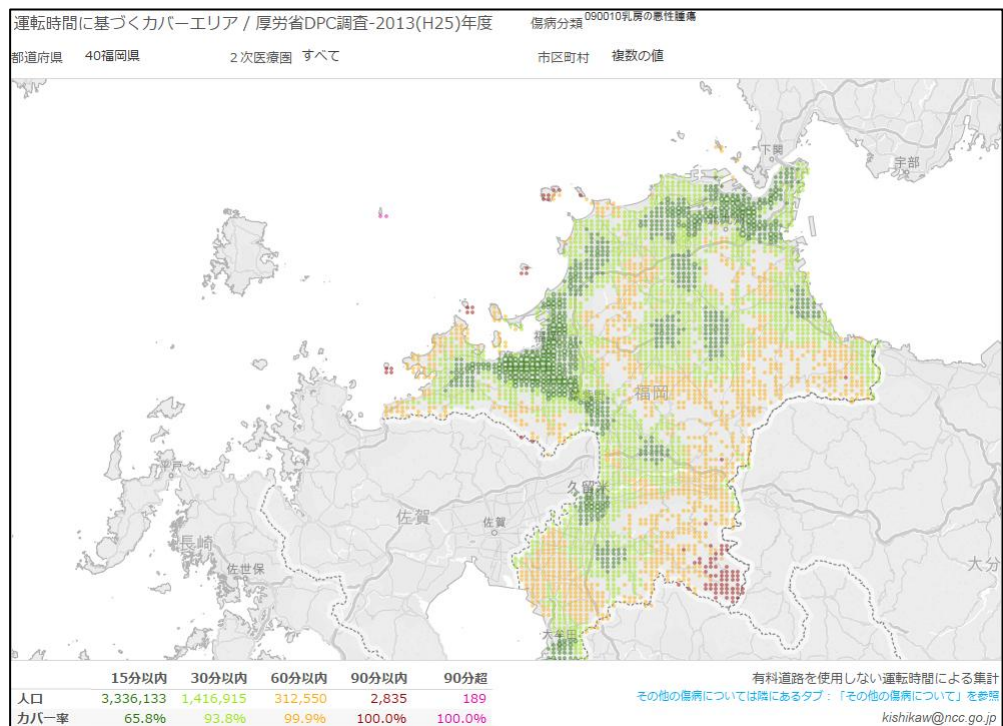 運転時間に基づくカバーエリア / 厚労省DPC調査-2013(H25)年度 傷病分類 090010乳房の悪性腫瘍
都道府県 40福岡県 2次医療圏 すべて 市区町村 複数の値
下関
宇部
福岡
久留米
佐賀
佐賀
平戸
長崎
佐世保
大分
大牟田
15分以内 30分以内 60分以内 90分以内 90分超
人口 3,336,133 1,416,915 312,550 2,835 189
カバー率 65.8% 93.8% 99.9% 100.0% 100.0%
有料道路を使用しない運転時間による集計
その他の傷病については隣にあるタブ：「その他の傷病について」を参照
kishikaw@ncc.go.jp